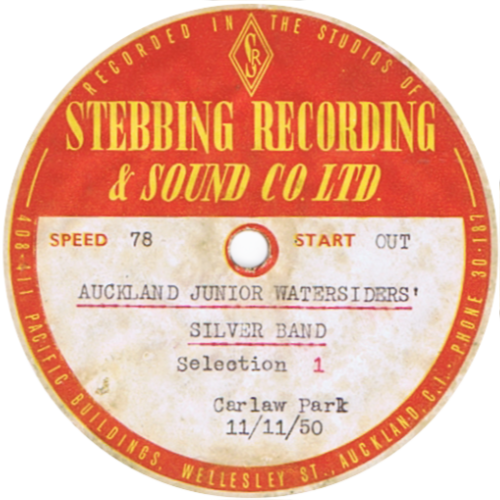 RECORDED IN THE STUDIOS OF
SRC
STEBBING RECORDING
& SOUND CO. LTD.
SPEED 78 START OUT
AUCKLAND JUNIOR WATERSIDERS'
SILVER BAND
Selection 1
Carlaw Park
11/11/50
408-411 PACIFIC BUILDINGS, WELLESLEY ST., AUCKLAND, C.1. · PHONE 30-187